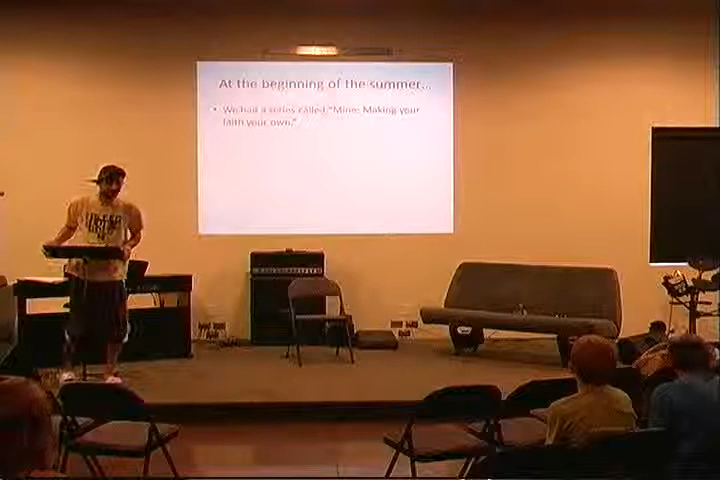 At the beginning of the summer...
• We had a series called "Mine: Making your
faith your own."